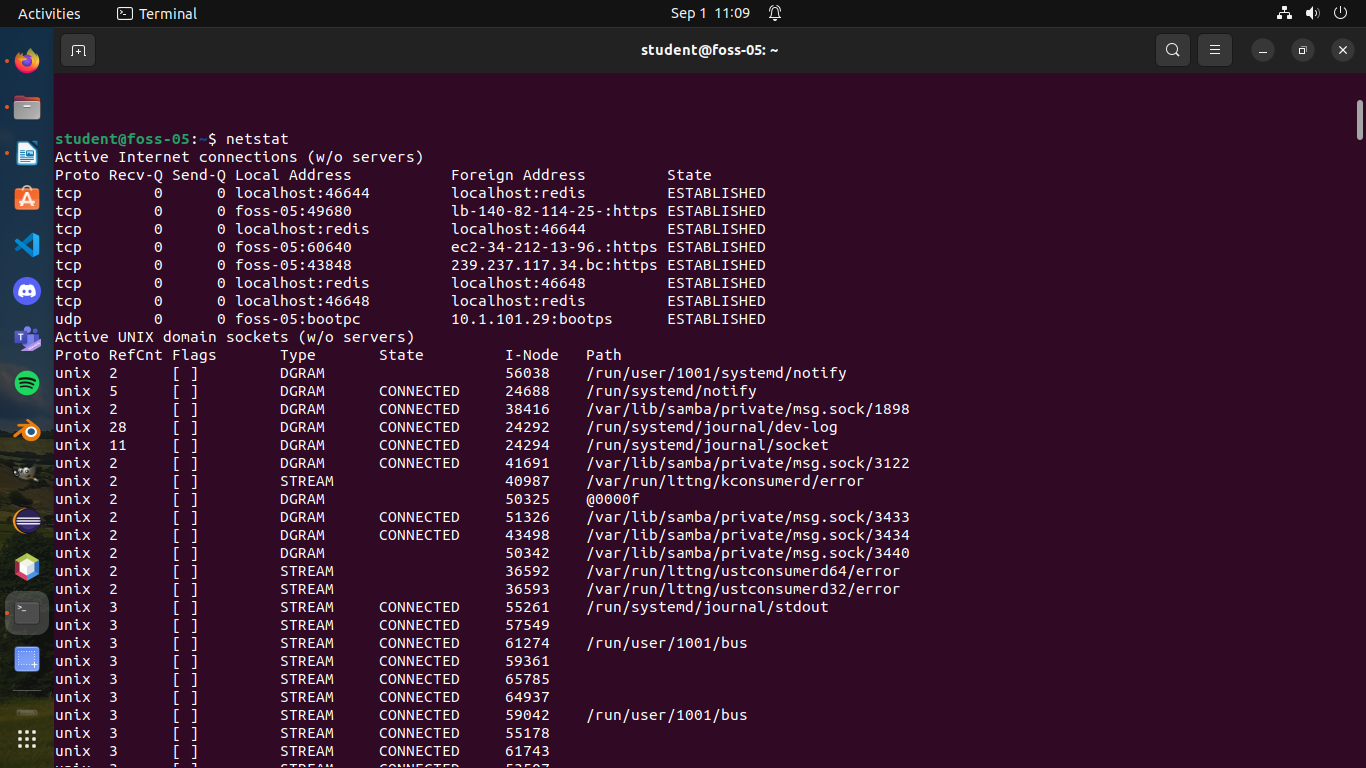 Activities Terminal Sep 1 11:09
student@foss-05: ~
student@foss-05:~$ netstat
Active Internet connections (w/o servers)
Proto Recv-Q Send-Q Local Address Foreign Address State
tcp 0 0 localhost:46644 localhost:redis ESTABLISHED
tcp 0 0 foss-05:49680 lb-140-82-114-25-:https ESTABLISHED
tcp 0 0 localhost:redis localhost:46644 ESTABLISHED
tcp 0 0 foss-05:60640 ec2-34-212-13-96.:https ESTABLISHED
tcp 0 0 foss-05:43848 239.237.117.34.bc:https ESTABLISHED
tcp 0 0 localhost:redis localhost:46648 ESTABLISHED
tcp 0 0 localhost:46648 localhost:redis ESTABLISHED
udp 0 0 foss-05:bootpc 10.1.101.29:bootps ESTABLISHED
Active UNIX domain sockets (w/o servers)
Proto RefCnt Flags Type State I-Node Path
unix 2 [ ] DGRAM 56038 /run/user/1001/systemd/notify
unix 5 [ ] DGRAM CONNECTED 24688 /run/systemd/notify
unix 2 [ ] DGRAM CONNECTED 38416 /var/lib/samba/private/msg.sock/1898
unix 28 [ ] DGRAM CONNECTED 24292 /run/systemd/journal/dev-log
unix 11 [ ] DGRAM CONNECTED 24294 /run/systemd/journal/socket
unix 2 [ ] DGRAM CONNECTED 41691 /var/lib/samba/private/msg.sock/3122
unix 2 [ ] STREAM 40987 /var/run/lttng/kconsumerd/error
unix 2 [ ] DGRAM 50325 @0000f
unix 2 [ ] DGRAM CONNECTED 51326 /var/lib/samba/private/msg.sock/3433
unix 2 [ ] DGRAM CONNECTED 43498 /var/lib/samba/private/msg.sock/3434
unix 2 [ ] DGRAM 50342 /var/lib/samba/private/msg.sock/3440
unix 2 [ ] STREAM 36592 /var/run/lttng/ustconsumerd64/error
unix 2 [ ] STREAM 36593 /var/run/lttng/ustconsumerd32/error
unix 3 [ ] STREAM CONNECTED 55261 /run/systemd/journal/stdout
unix 3 [ ] STREAM CONNECTED 57549
unix 3 [ ] STREAM CONNECTED 61274 /run/user/1001/bus
unix 3 [ ] STREAM CONNECTED 59361
unix 3 [ ] STREAM CONNECTED 65785
unix 3 [ ] STREAM CONNECTED 64937
unix 3 [ ] STREAM CONNECTED 59042 /run/user/1001/bus
unix 3 [ ] STREAM CONNECTED 55178
unix 3 [ ] STREAM CONNECTED 61743